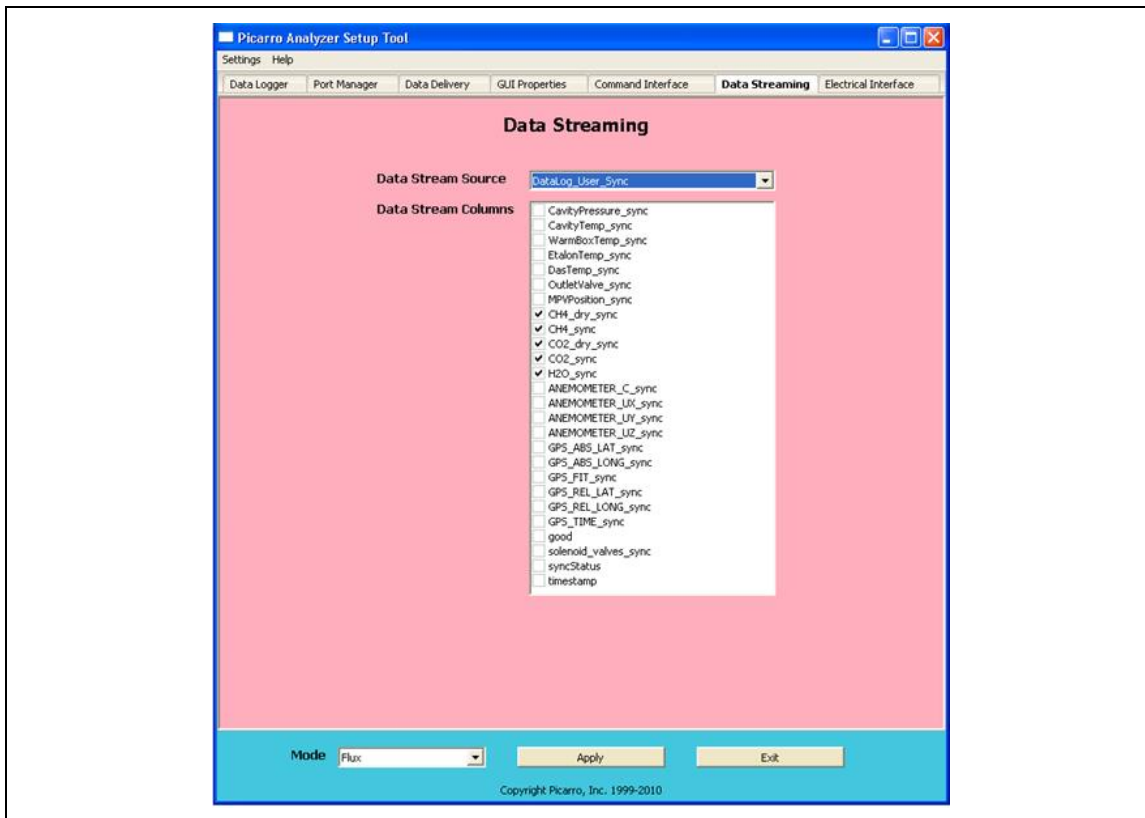 Picarro Analyzer Setup Tool
Settings Help
Data Logger Port Manager Data Delivery GUI Properties Command Interface Data Streaming Electrical Interface
Data Streaming
Data Stream Source DataLog_User_Sync
Data Stream Columns
CavityPressure_sync
CavityTemp_sync
WarmBoxTemp_sync
EtalonTemp_sync
DasTemp_sync
OutletValve_sync
MPVPosition_sync
CH4_dry_sync
CH4_sync
CO2_dry_sync
CO2_sync
H2O_sync
ANEMOMETER_C_sync
ANEMOMETER_UX_sync
ANEMOMETER_UY_sync
ANEMOMETER_UZ_sync
GPS_ABS_LAT_sync
GPS_ABS_LONG_sync
GPS_FIT_sync
GPS_REL_LAT_sync
GPS_REL_LONG_sync
GPS_TIME_sync
good
solenoid_valves_sync
syncStatus
timestamp
Mode Flux Apply Exit
Copyright Picarro, Inc. 1999-2010